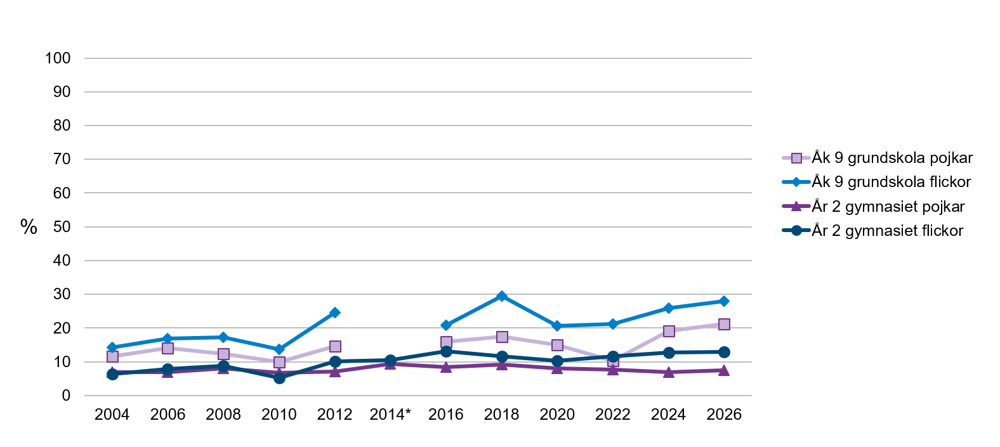 100
90
80
70
60
50
40
30
20
10
0
%
2004 2006 2008 2010 2012 2014* 2016 2018 2020 2022 2024 2026
Åk 9 grundskola pojkar
Åk 9 grundskola flickor
År 2 gymnasiet pojkar
År 2 gymnasiet flickor